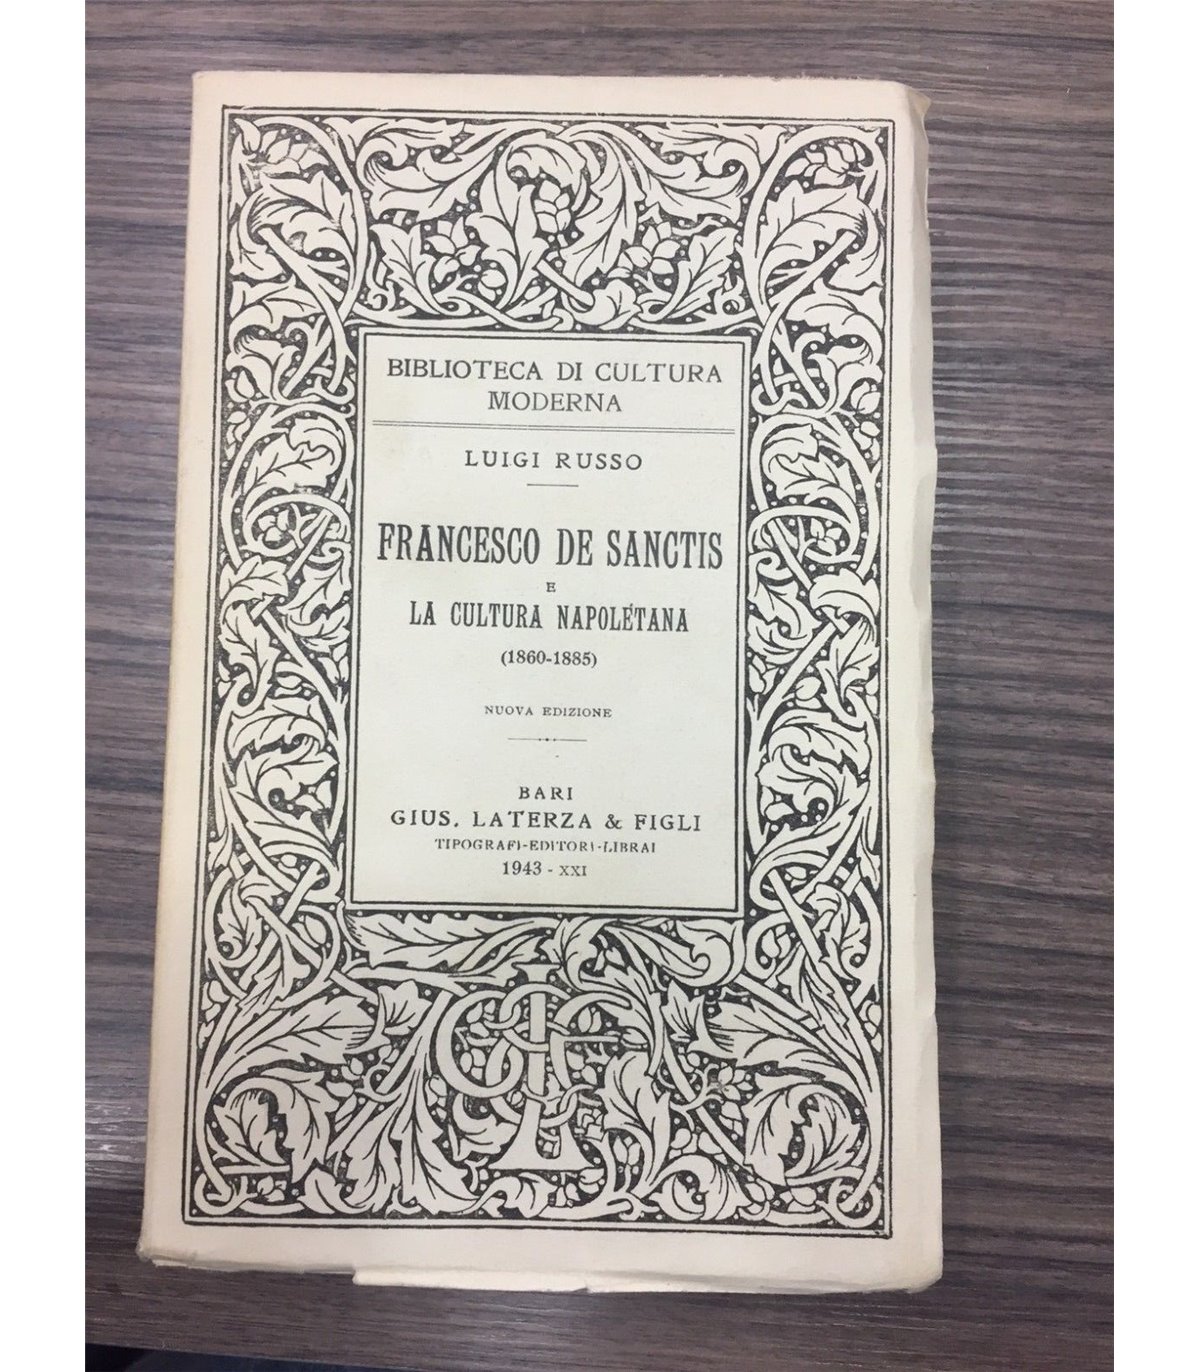 BIBLIOTECA DI CULTURA
MODERNA
LUIGI RUSSO
FRANCESCO DE SANCTIS
E
LA CULTURA NAPOLETANA
(1860-1885)
NUOVA EDIZIONE
BARI
GIUS. LATERZA & FIGLI
TIPOGRAFI-EDITORI-LIBRAI
1943 - XXI